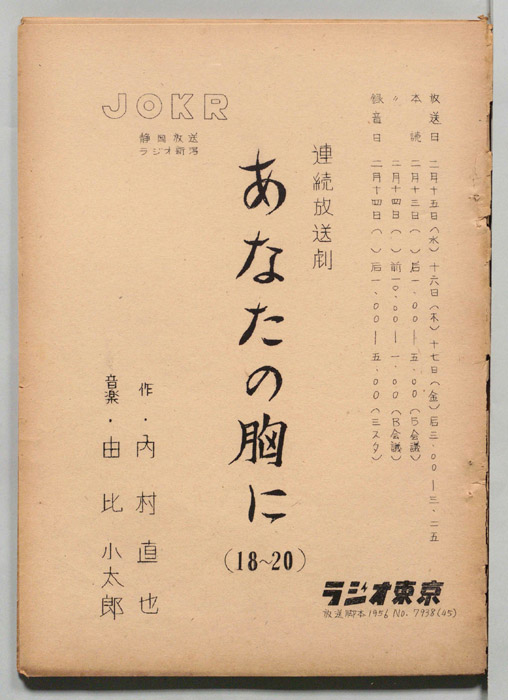 放送日 二月十五日(水)十六日(木)十七日(金)后三.〇〇―三.二五
本読 二月十三日( )后一.〇〇―五.〇〇(5会議)
〃 二月十四日( )前一〇.〇〇―一.〇〇(B会議)
録音日 二月十四日( )后一.〇〇―五.〇〇(ミスタ)
連続放送劇
あなたの胸に
(18~20)
JOKR
静岡放送
ラジオ新潟
作・内村直也
音楽・由比小太郎
ラジオ東京
放送脚本1956 No. 7938(45)